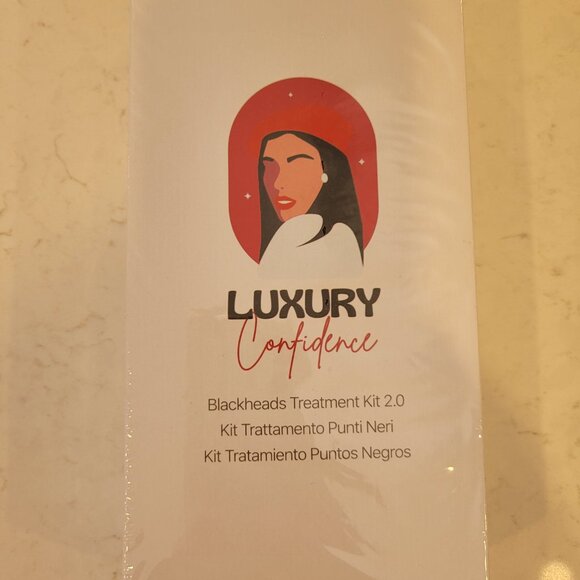 LUXURY
Confidence
Blackheads Treatment Kit 2.0
Kit Trattamento Punti Neri
Kit Tratamiento Puntos Negros